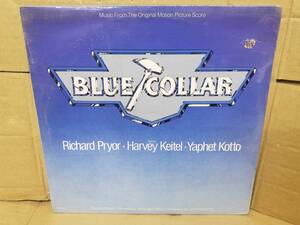 Music From The Original Motion Picture Score
BLUE COLLAR
Richard Pryor · Harvey Keitel · Yaphet Kotto